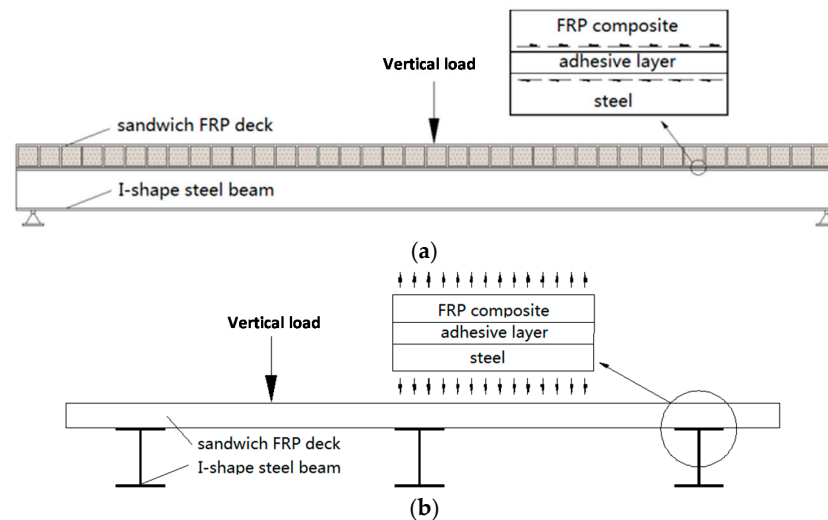 FRP composite
adhesive layer
steel
Vertical load
sandwich FRP deck
I-shape steel beam
(a)
Vertical load
FRP composite
adhesive layer
steel
sandwich FRP deck
I-shape steel beam
(b)